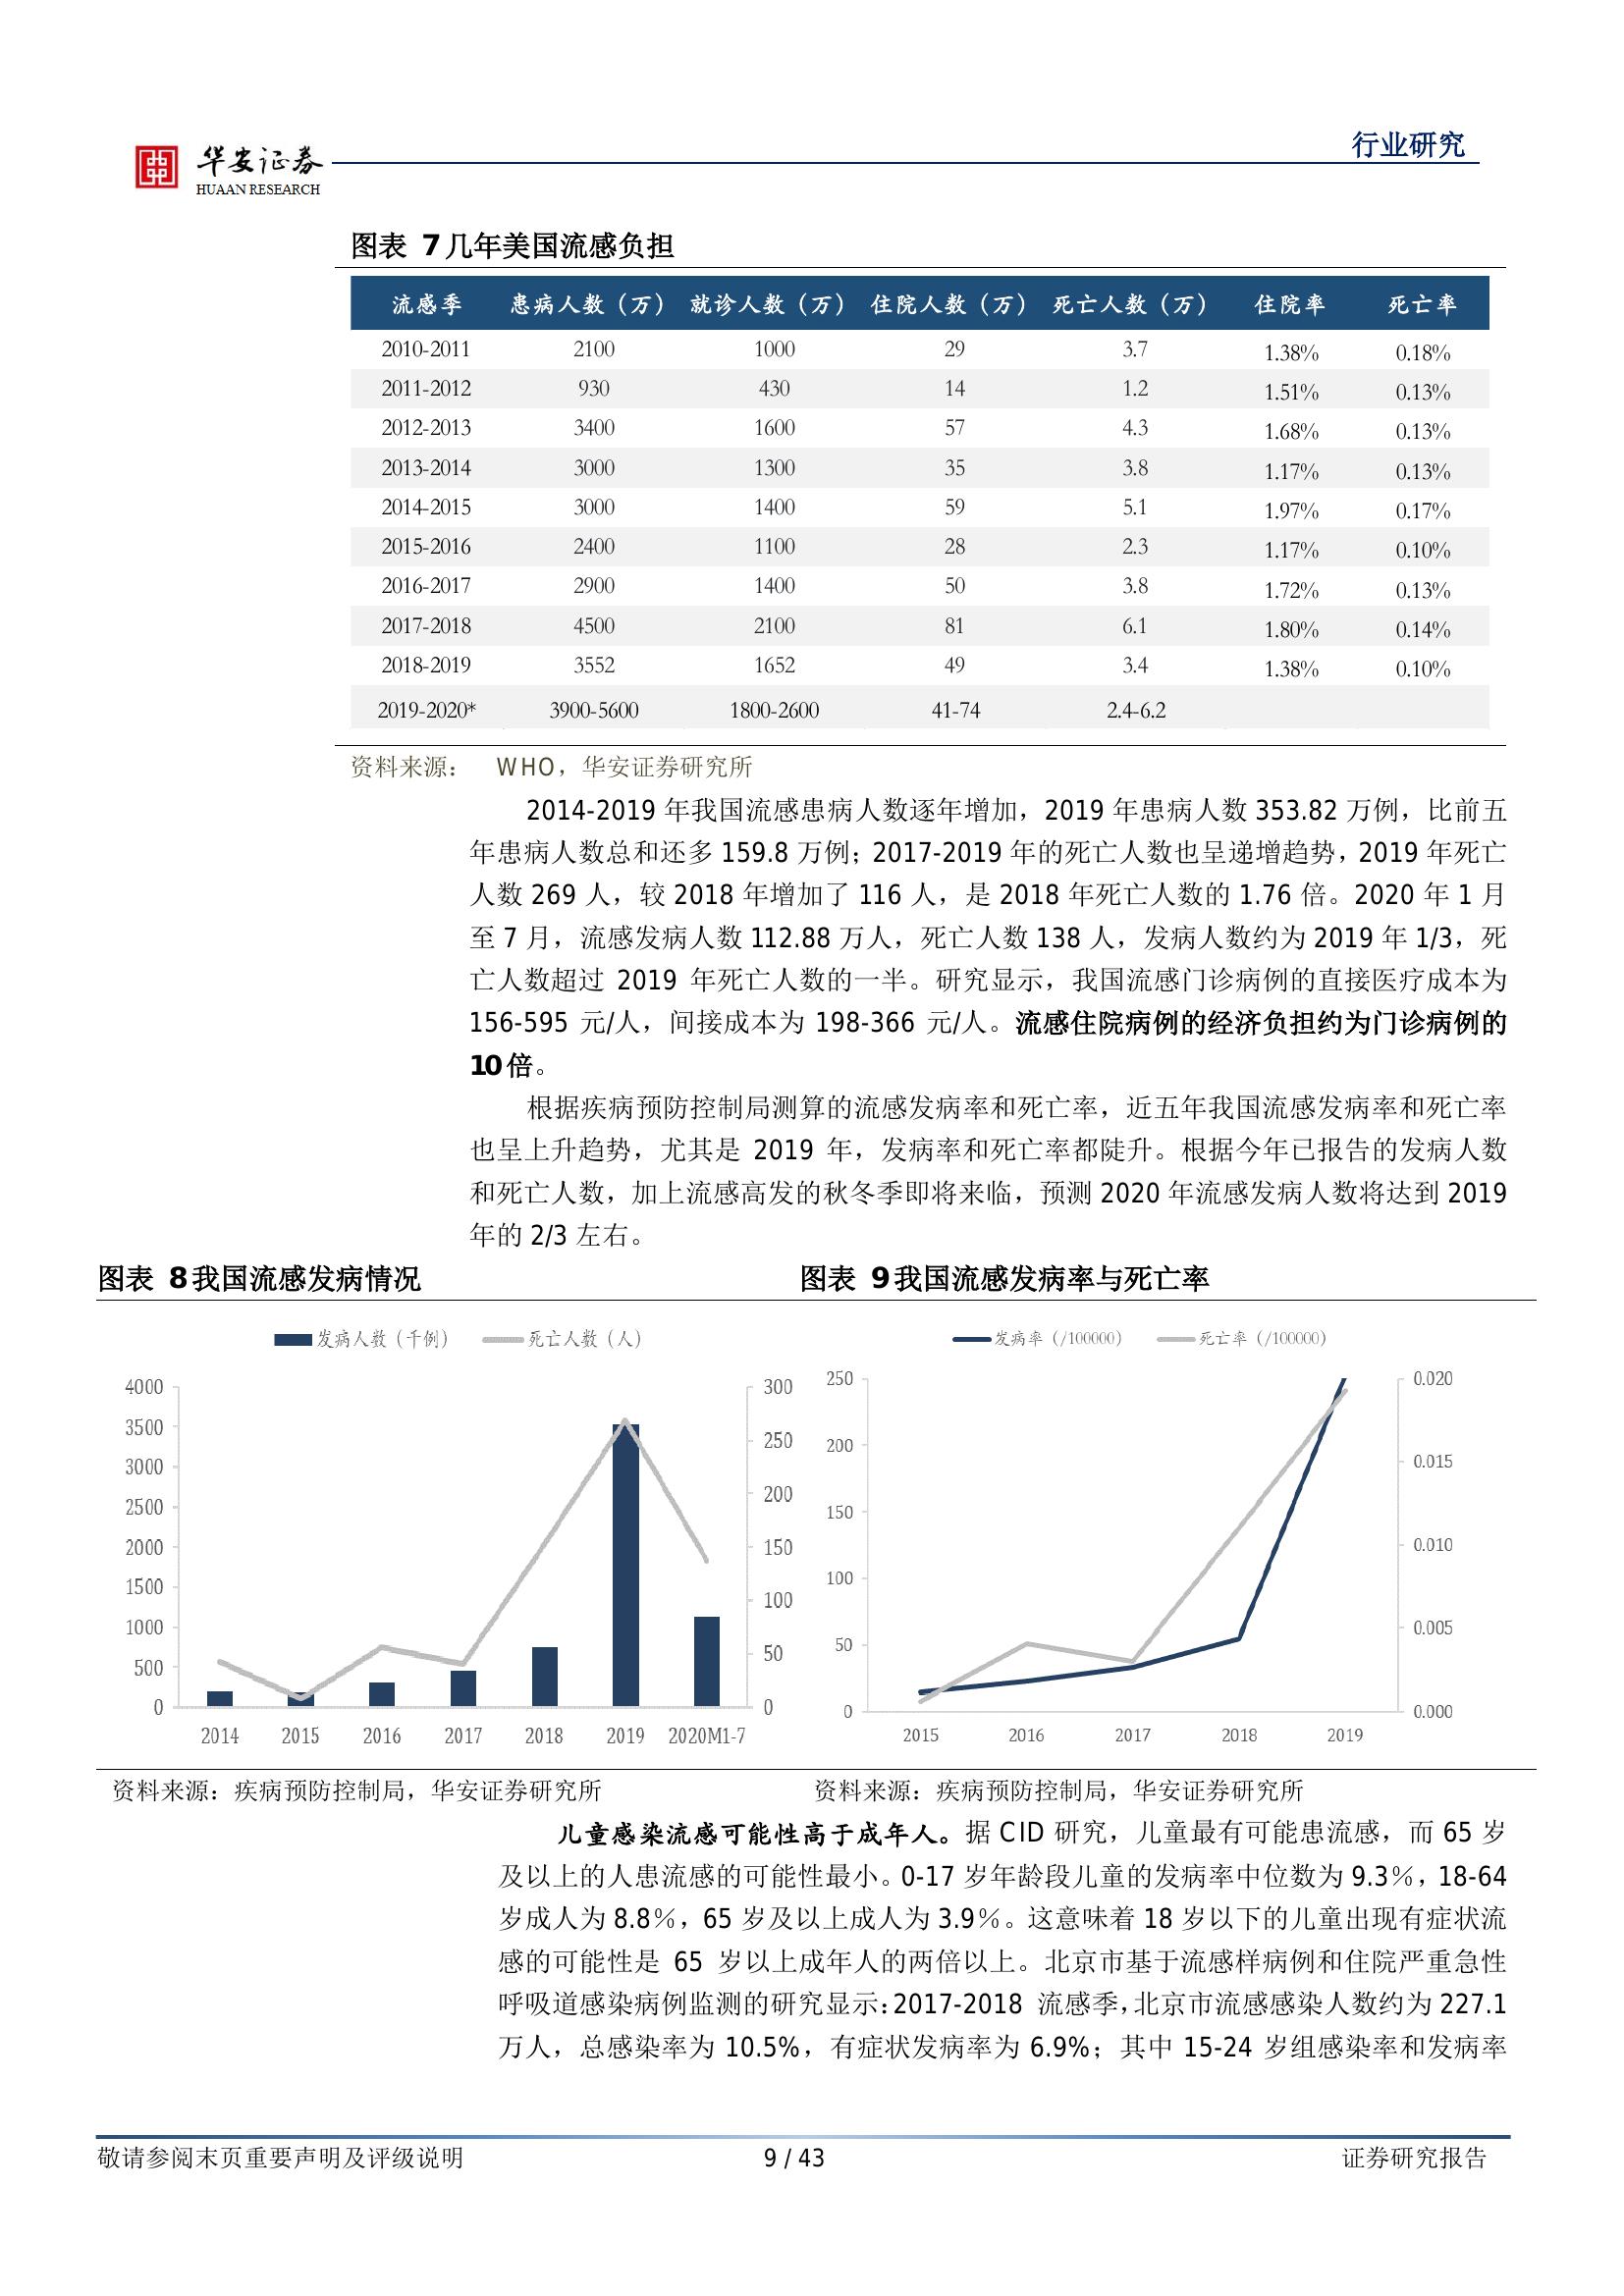 华安证券
HUAAN RESEARCH
行业研究
图表 7 几年美国流感负担
流感季 患病人数（万） 就诊人数（万） 住院人数（万） 死亡人数（万） 住院率 死亡率
2010-2011 2100 1000 29 3.7 1.38% 0.18%
2011-2012 930 430 14 1.2 1.51% 0.13%
2012-2013 3400 1600 57 4.3 1.68% 0.13%
2013-2014 3000 1300 35 3.8 1.17% 0.13%
2014-2015 3000 1400 59 5.1 1.97% 0.17%
2015-2016 2400 1100 28 2.3 1.17% 0.10%
2016-2017 2900 1400 50 3.8 1.72% 0.13%
2017-2018 4500 2100 81 6.1 1.80% 0.14%
2018-2019 3552 1652 49 3.4 1.38% 0.10%
2019-2020* 3900-5600 1800-2600 41-74 2.4-6.2
资料来源： WHO，华安证券研究所
2014-2019 年我国流感患病人数逐年增加，2019 年患病人数 353.82 万例，比前五
年患病人数总和还多 159.8 万例；2017-2019 年的死亡人数也呈递增趋势，2019 年死亡
人数 269 人，较 2018 年增加了 116 人，是 2018 年死亡人数的 1.76 倍。2020 年 1 月
至 7 月，流感发病人数 112.88 万人，死亡人数 138 人，发病人数约为 2019 年 1/3，死
亡人数超过 2019 年死亡人数的一半。研究显示，我国流感门诊病例的直接医疗成本为
156-595 元/人，间接成本为 198-366 元/人。流感住院病例的经济负担约为门诊病例的
10 倍。
根据疾病预防控制局测算的流感发病率和死亡率，近五年我国流感发病率和死亡率
也呈上升趋势，尤其是 2019 年，发病率和死亡率都陡升。根据今年已报告的发病人数
和死亡人数，加上流感高发的秋冬季即将来临，预测 2020 年流感发病人数将达到 2019
年的 2/3 左右。
图表 8 我国流感发病情况
发病人数（千例） 死亡人数（人）
4000
3500
3000
2500
2000
1500
1000
500
0
300
250
200
150
100
50
0
2014 2015 2016 2017 2018 2019 2020M1-7
资料来源：疾病预防控制局，华安证券研究所
图表 9 我国流感发病率与死亡率
发病率（/100000） 死亡率（/100000）
250
200
150
100
50
0
0.020
0.015
0.010
0.005
0.000
2015 2016 2017 2018 2019
资料来源：疾病预防控制局，华安证券研究所
儿童感染流感可能性高于成年人。据 CID 研究，儿童最有可能患流感，而 65 岁
及以上的人患流感的可能性最小。0-17 岁年龄段儿童的发病率中位数为 9.3％，18-64
岁成人为 8.8％，65 岁及以上成人为 3.9％。这意味着 18 岁以下的儿童出现有症状流
感的可能性是 65 岁以上成年人的两倍以上。北京市基于流感样病例和住院严重急性
呼吸道感染病例监测的研究显示：2017-2018 流感季，北京市流感感染人数约为 227.1
万人，总感染率为 10.5%，有症状发病率为 6.9%；其中 15-24 岁组感染率和发病率
敬请参阅末页重要声明及评级说明 9 / 43 证券研究报告